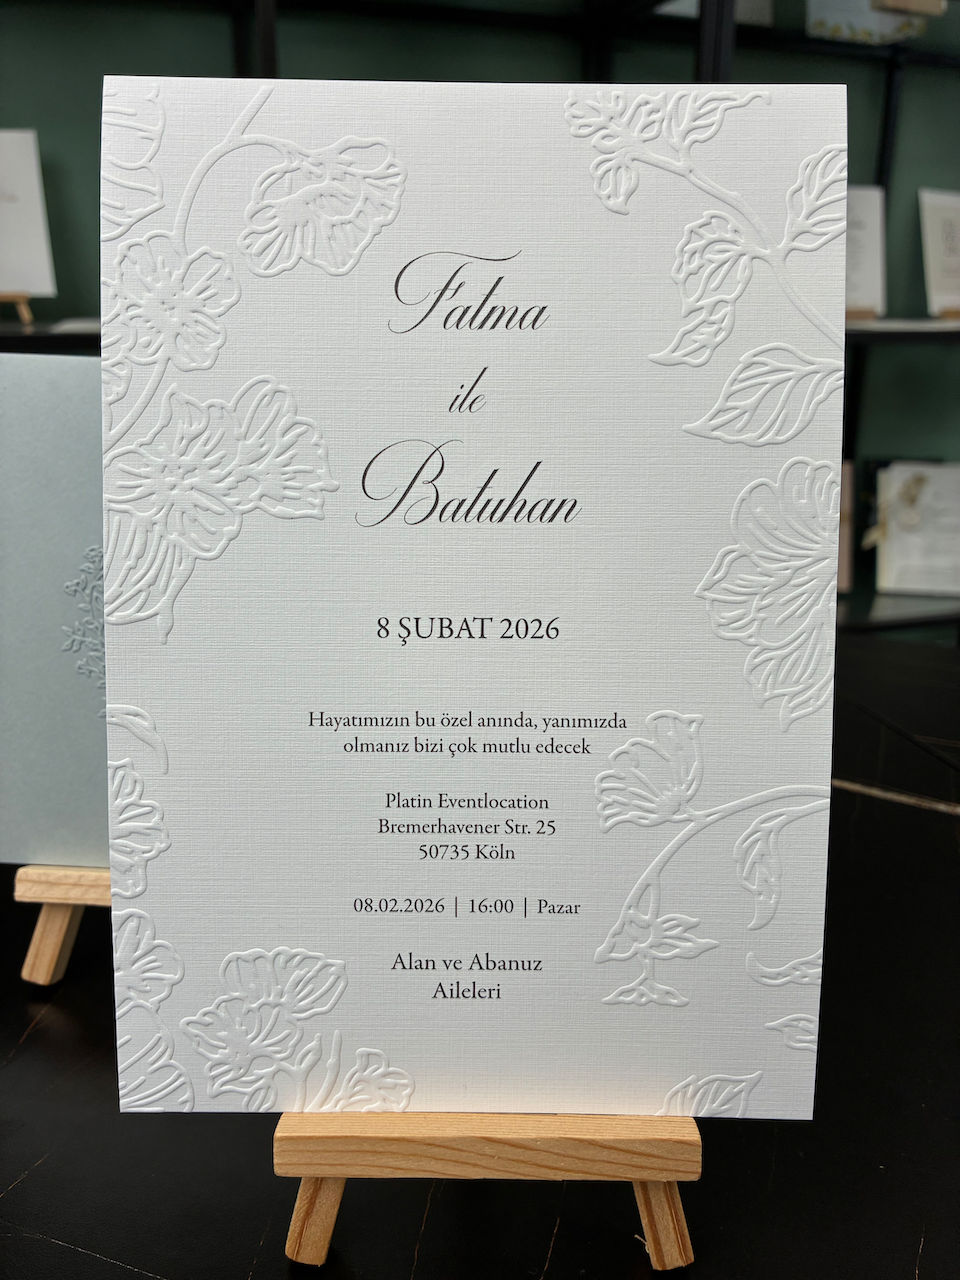 Fatma
ile
Batuhan
8 ŞUBAT 2026
Hayatımızın bu özel anında, yanımızda
olmanız bizi çok mutlu edecek
Platin Eventlocation
Bremerhavener Str. 25
50735 Köln
08.02.2026 | 16:00 | Pazar
Alan ve Abanuz
Aileleri